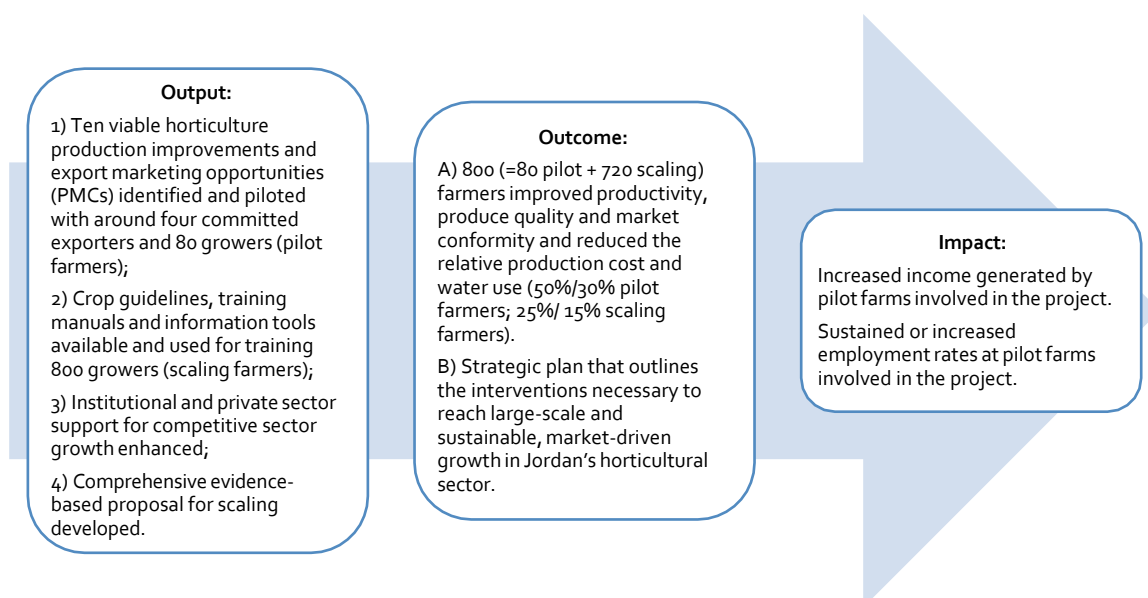 Output:
1) Ten viable horticulture
production improvements and
export marketing opportunities
(PMCs) identified and piloted
with around four committed
exporters and 80 growers (pilot
farmers);
2) Crop guidelines, training
manuals and information tools
available and used for training
800 growers (scaling farmers);
3) Institutional and private sector
support for competitive sector
growth enhanced;
4) Comprehensive evidence-
based proposal for scaling
developed.
Outcome:
A) 800 (=80 pilot + 720 scaling)
farmers improved productivity,
produce quality and market
conformity and reduced the
relative production cost and
water use (50%/30% pilot
farmers; 25%/ 15% scaling
farmers).
B) Strategic plan that outlines
the interventions necessary to
reach large-scale and
sustainable, market-driven
growth in Jordan's horticultural
sector.
Impact:
Increased income generated by
pilot farms involved in the project.
Sustained or increased
employment rates at pilot farms
involved in the project.